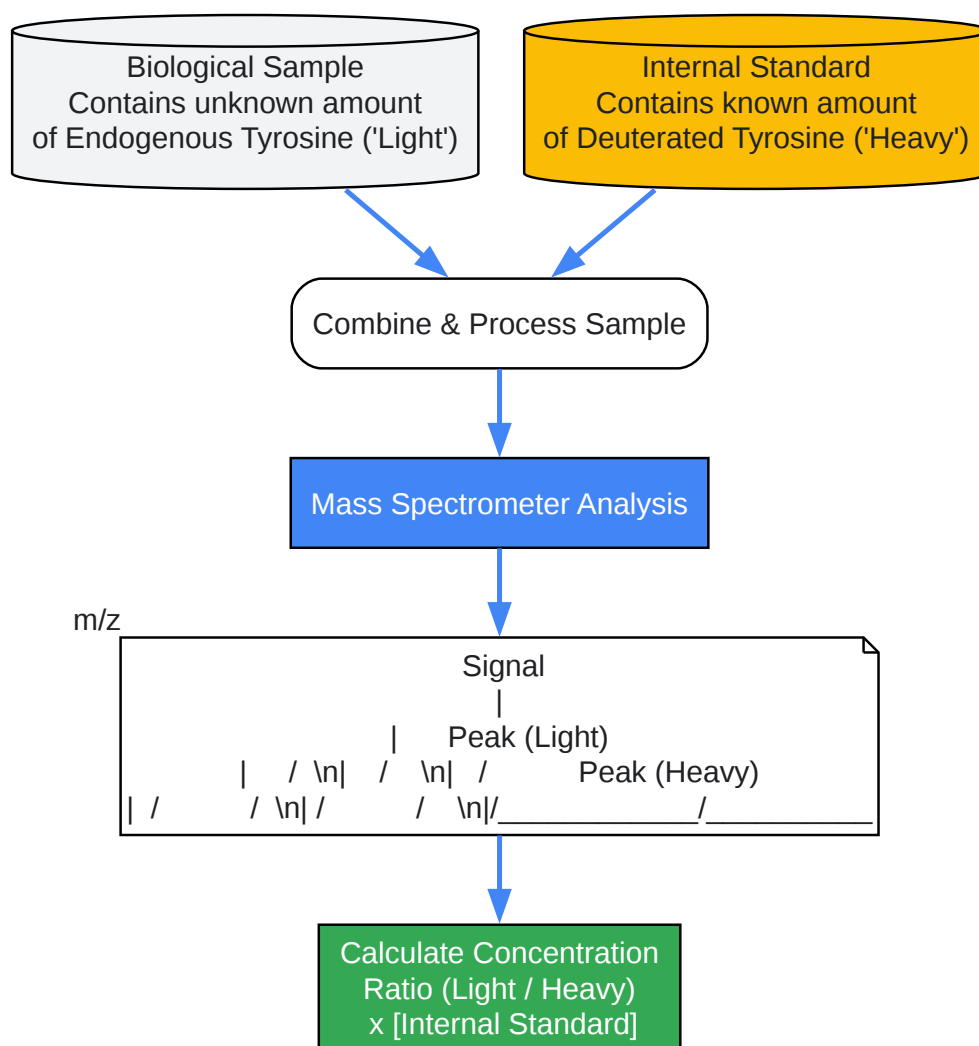 Biological Sample
Contains unknown amount
of Endogenous Tyrosine ('Light')
Internal Standard
Contains known amount
of Deuterated Tyrosine ('Heavy')
Combine & Process Sample
Mass Spectrometer Analysis
m/z
Signal
|
|       Peak (Light)
|     /  \n|    /    \n|   /            Peak (Heavy)
|  /           /  \n| /           /    \n|/____________/__________
Calculate Concentration
Ratio (Light / Heavy)
x [Internal Standard]